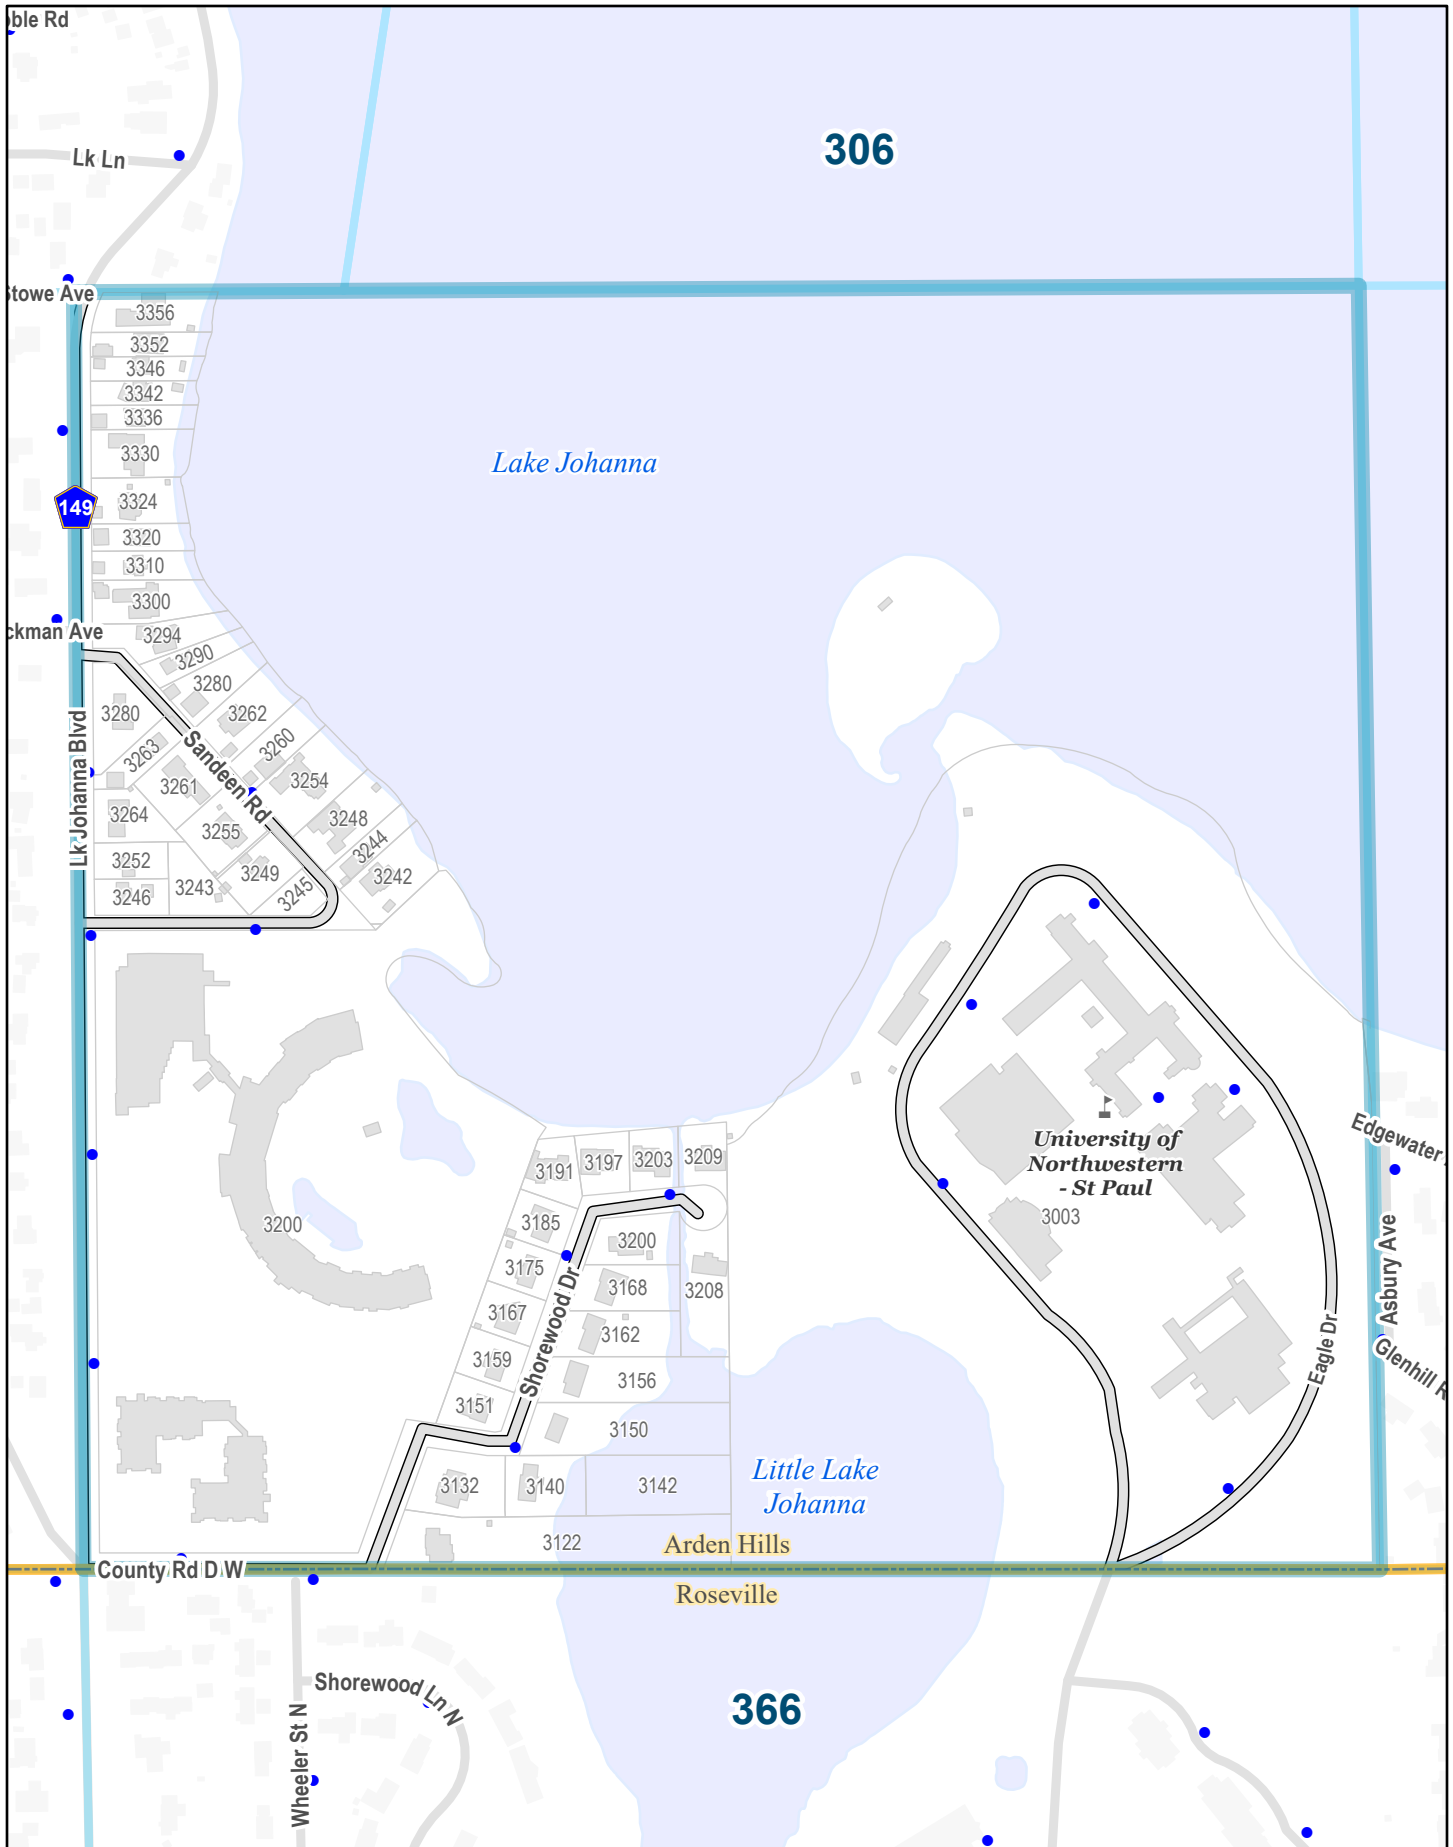 oble Rd
Lk Ln
306
Stowe Ave
3356
3352
3346
3342
3336
3330
Lake Johanna
149
3324
3320
3310
3300
ckman Ave
3294
3290
3280
3280
3262
3263
Sandeen Rd
3260
3261
3254
Lk Johanna Blvd
3264
3255
3248
3244
3252
3249
3242
3246
3243
3245
Edgewater
University of
Northwestern
- St Paul
3003
3191
3197
3203
3209
3185
3200
3200
3175
3168
3208
3167
3162
Asbury Ave
Shorewood Dr
3159
3156
Eagle Dr
Glenhill R
3151
3150
3132
3140
3142
Little Lake
Johanna
3122
Arden Hills
County Rd D W
Roseville
Shorewood Ln N
Wheeler St N
366